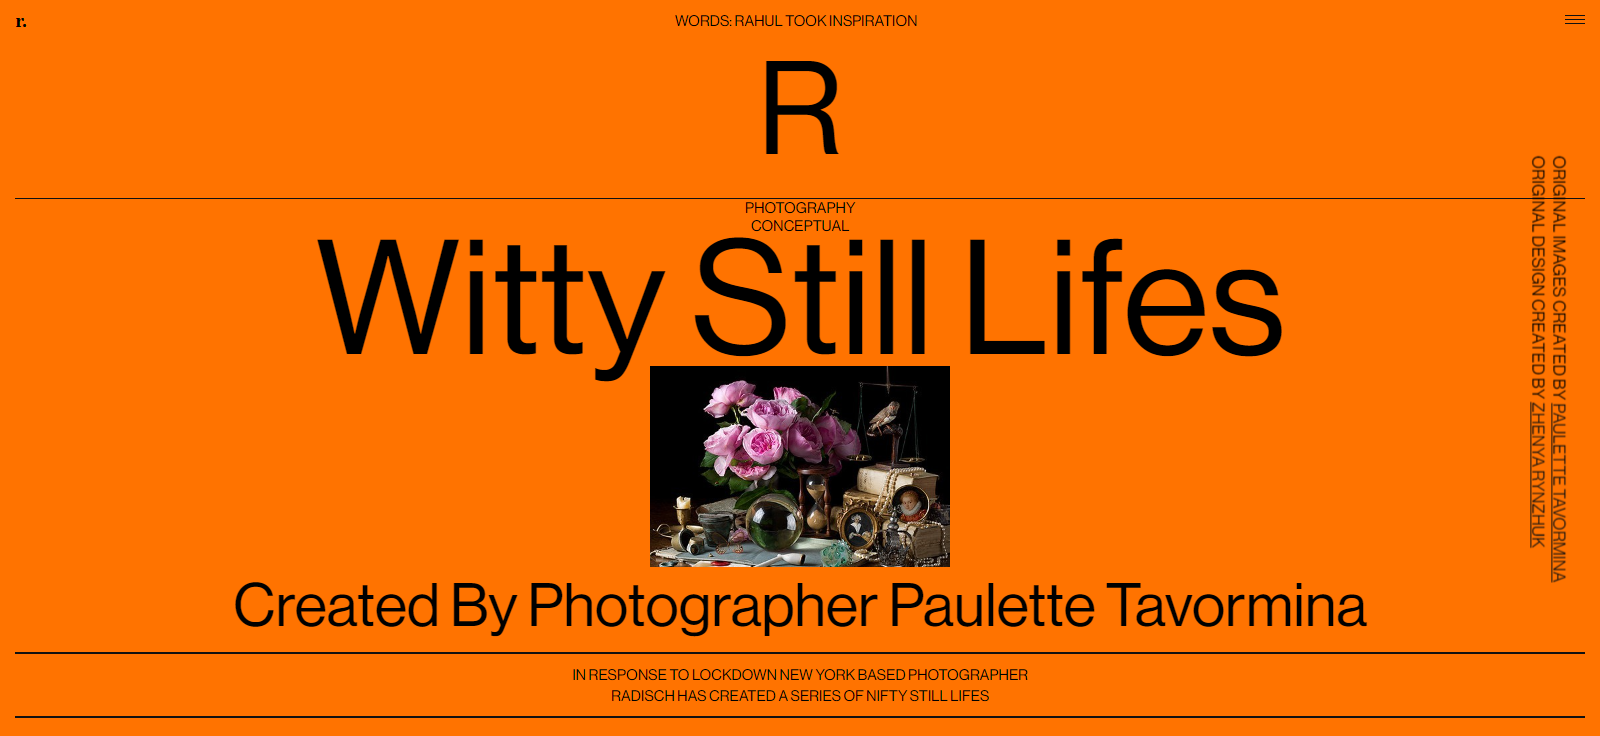 r.
WORDS: RAHUL TOOK INSPIRATION
R
PHOTOGRAPHY
CONCEPTUAL
Witty Still Lifes
Created By Photographer Paulette Tavormina
IN RESPONSE TO LOCKDOWN NEW YORK BASED PHOTOGRAPHER
RADISCH HAS CREATED A SERIES OF NIFTY STILL LIFES
ORIGINAL IMAGES CREATED BY PAULETTE TAVORMINA
ORIGINAL DESIGN CREATED BY ZHENYA RYNZHUK